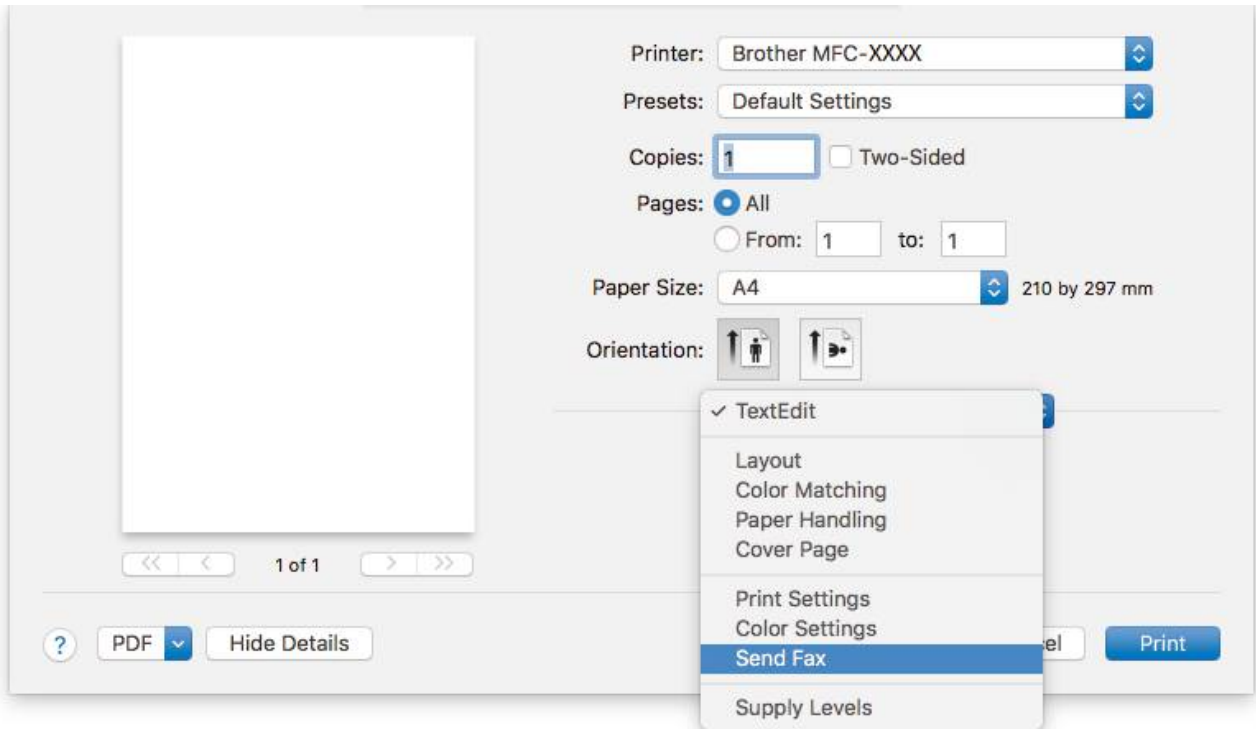 Printer: Brother MFC-XXXX
Presets: Default Settings
Copies: 1 Two-Sided
Pages: All
From: 1 to: 1
Paper Size: A4 210 by 297 mm
Orientation:
✓ TextEdit
Layout
Color Matching
Paper Handling
Cover Page
1 of 1
Print Settings
Color Settings
Send Fax
Supply Levels
? PDF Hide Details cel Print